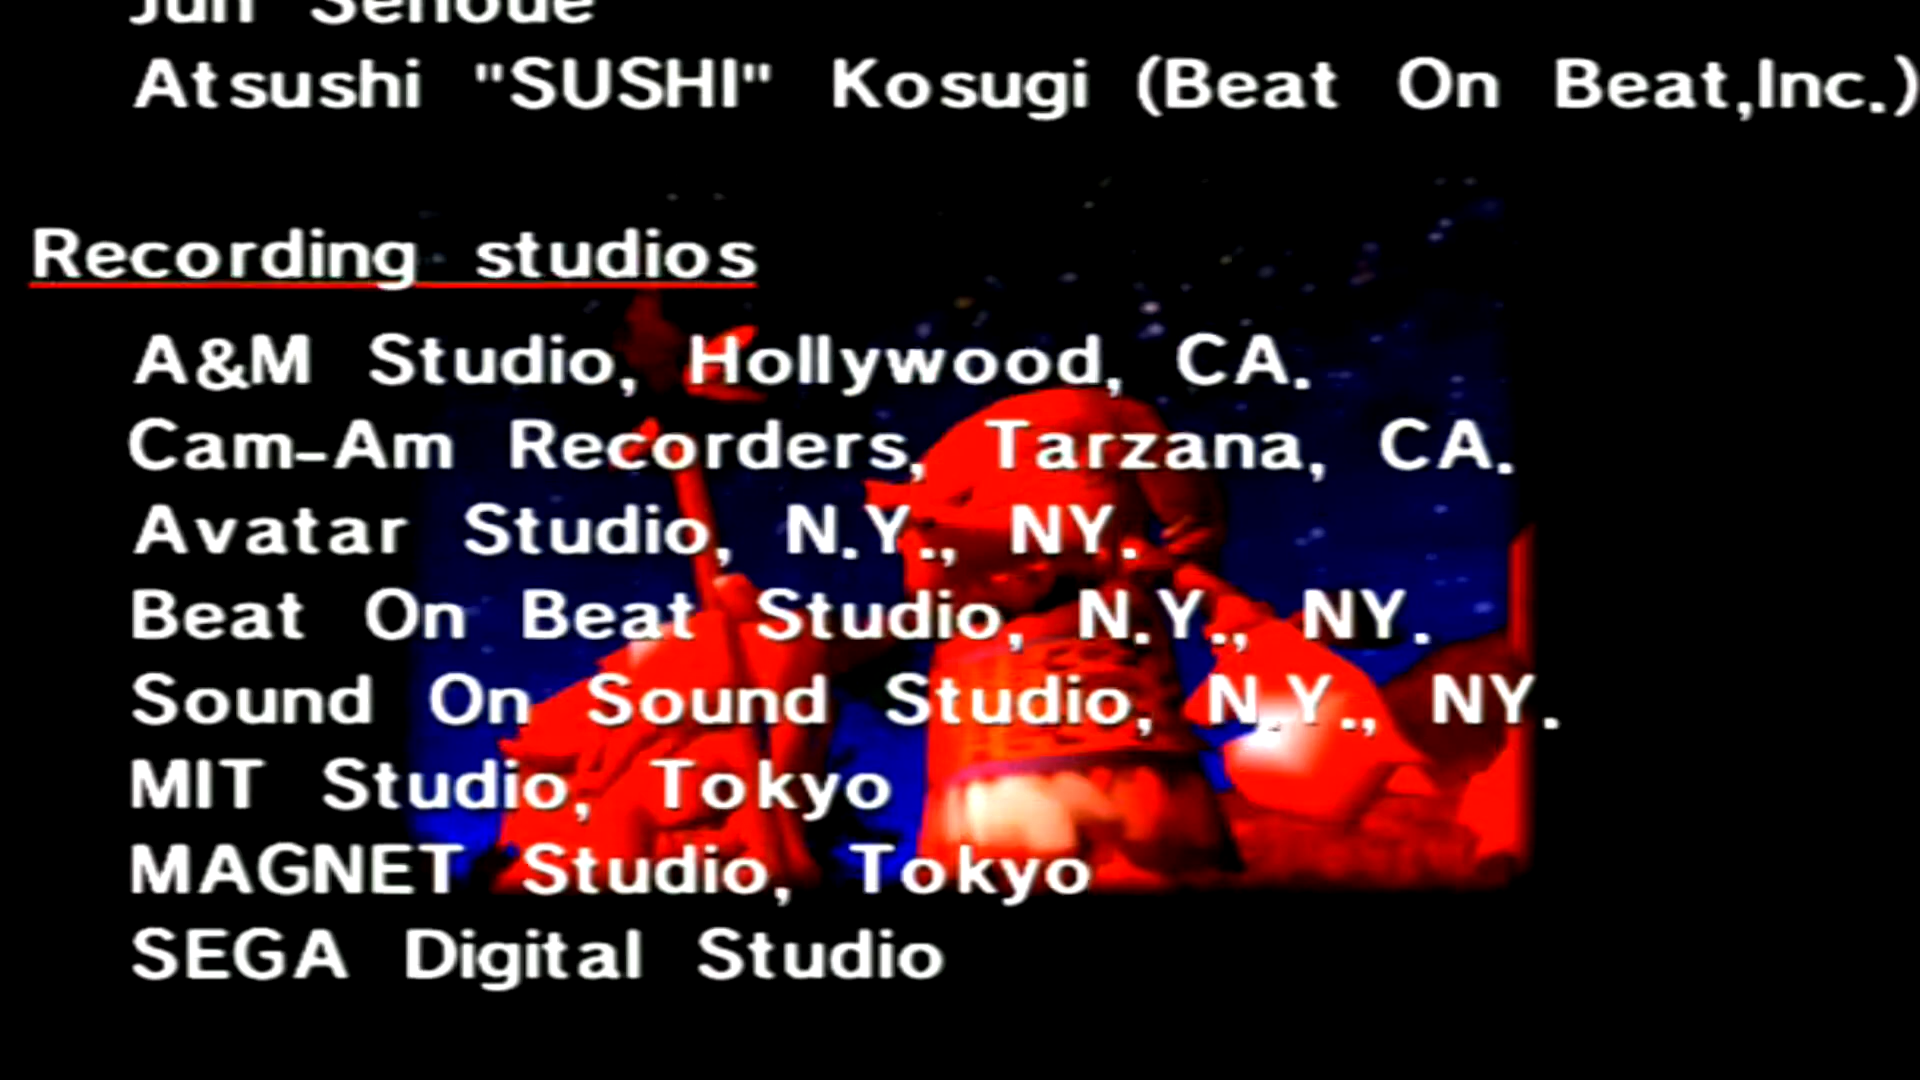 Jun Senoue
Atsushi "SUSHI" Kosugi (Beat On Beat,Inc.)
Recording studios
A&M Studio, Hollywood, CA.
Cam-Am Recorders, Tarzana, CA.
Avatar Studio, N.Y., NY.
Beat On Beat Studio, N.Y., NY.
Sound On Sound Studio, N.Y., NY.
MIT Studio, Tokyo
MAGNET Studio, Tokyo
SEGA Digital Studio